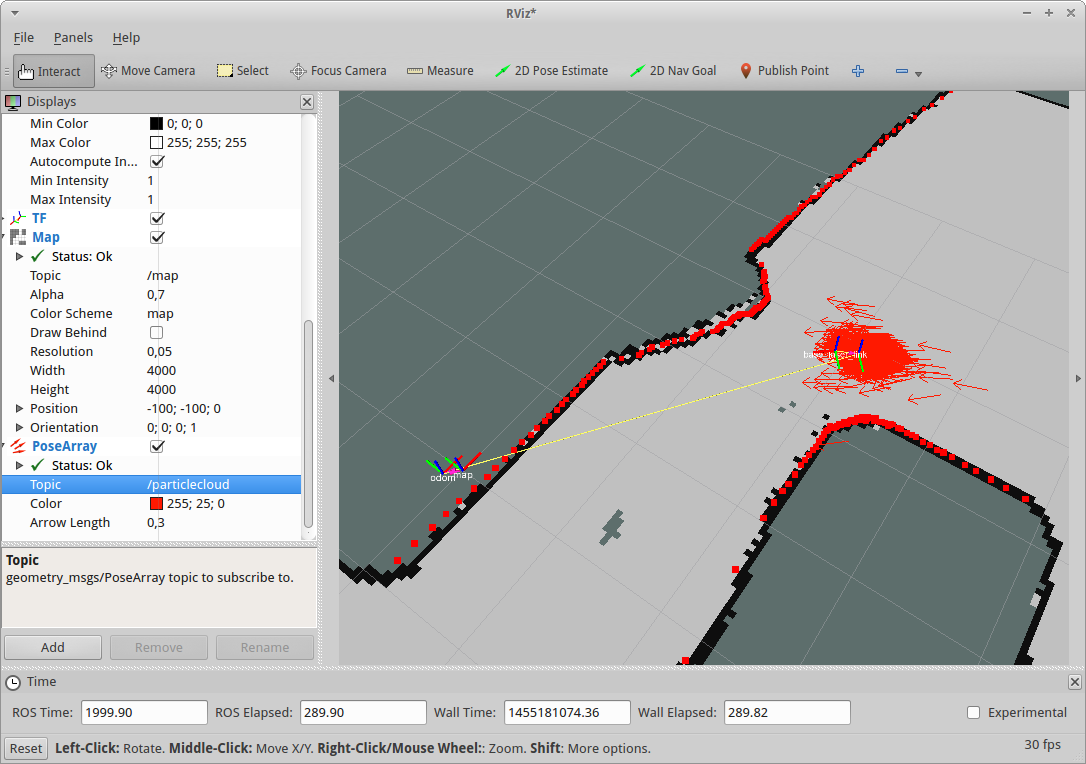 RViz*
File Panels Help
Interact Move Camera Select Focus Camera Measure 2D Pose Estimate 2D Nav Goal Publish Point
Displays
Min Color 0; 0; 0
Max Color 255; 255; 255
Autocompute In...
Min Intensity 1
Max Intensity 1
TF
Map
Status: Ok
Topic /map
Alpha 0,7
Color Scheme map
Draw Behind
Resolution 0,05
Width 4000
Height 4000
Position -100; -100; 0
Orientation 0; 0; 0; 1
PoseArray
Status: Ok
Topic /particlecloud
Color 255; 25; 0
Arrow Length 0,3
Topic
geometry_msgs/PoseArray topic to subscribe to.
Add Remove Rename
odom map
Time
ROS Time: 1999.90 ROS Elapsed: 289.90 Wall Time: 1455181074.36 Wall Elapsed: 289.82 Experimental
Reset Left-Click: Rotate. Middle-Click: Move X/Y. Right-Click/Mouse Wheel:: Zoom. Shift: More options. 30 fps